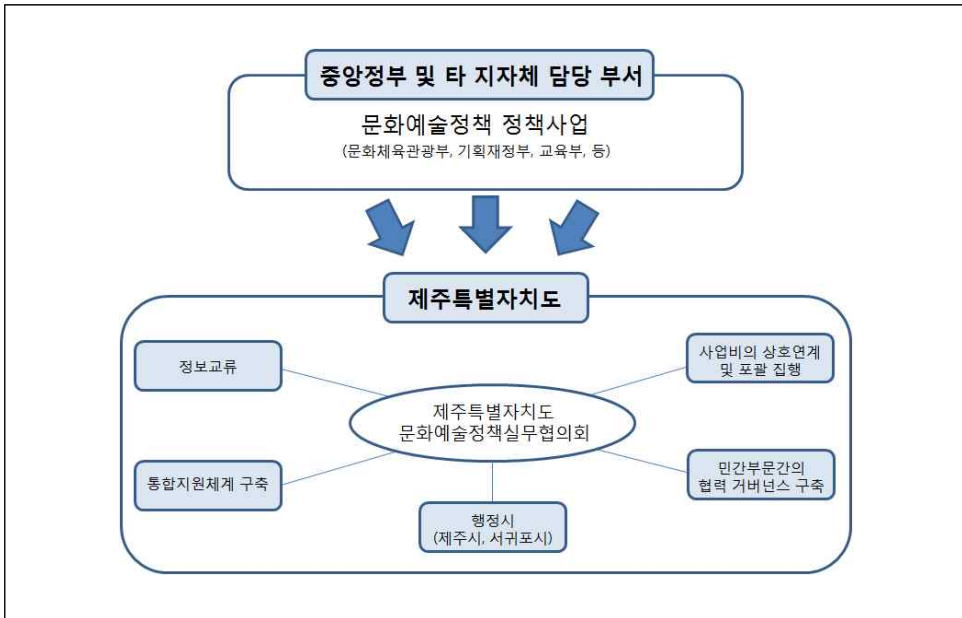 중앙정부 및 타 지자체 담당 부서
문화예술정책 정책사업
(문화체육관광부, 기획재정부, 교육부, 등)
제주특별자치도
정보교류
사업비의 상호연계
및 포괄 집행
제주특별자치도
문화예술정책실무협의회
통합지원체계 구축
민간부문간의
협력 거버넌스 구축
행정시
(제주시, 서귀포시)